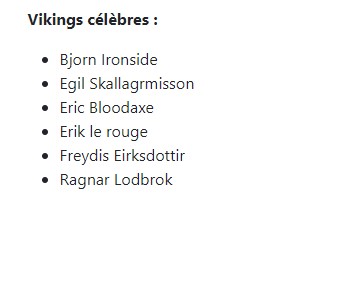 Vikings célèbres :
Bjorn Ironside
Egil Skallagrmisson
Eric Bloodaxe
Erik le rouge
Freydis Eirksdottir
Ragnar Lodbrok